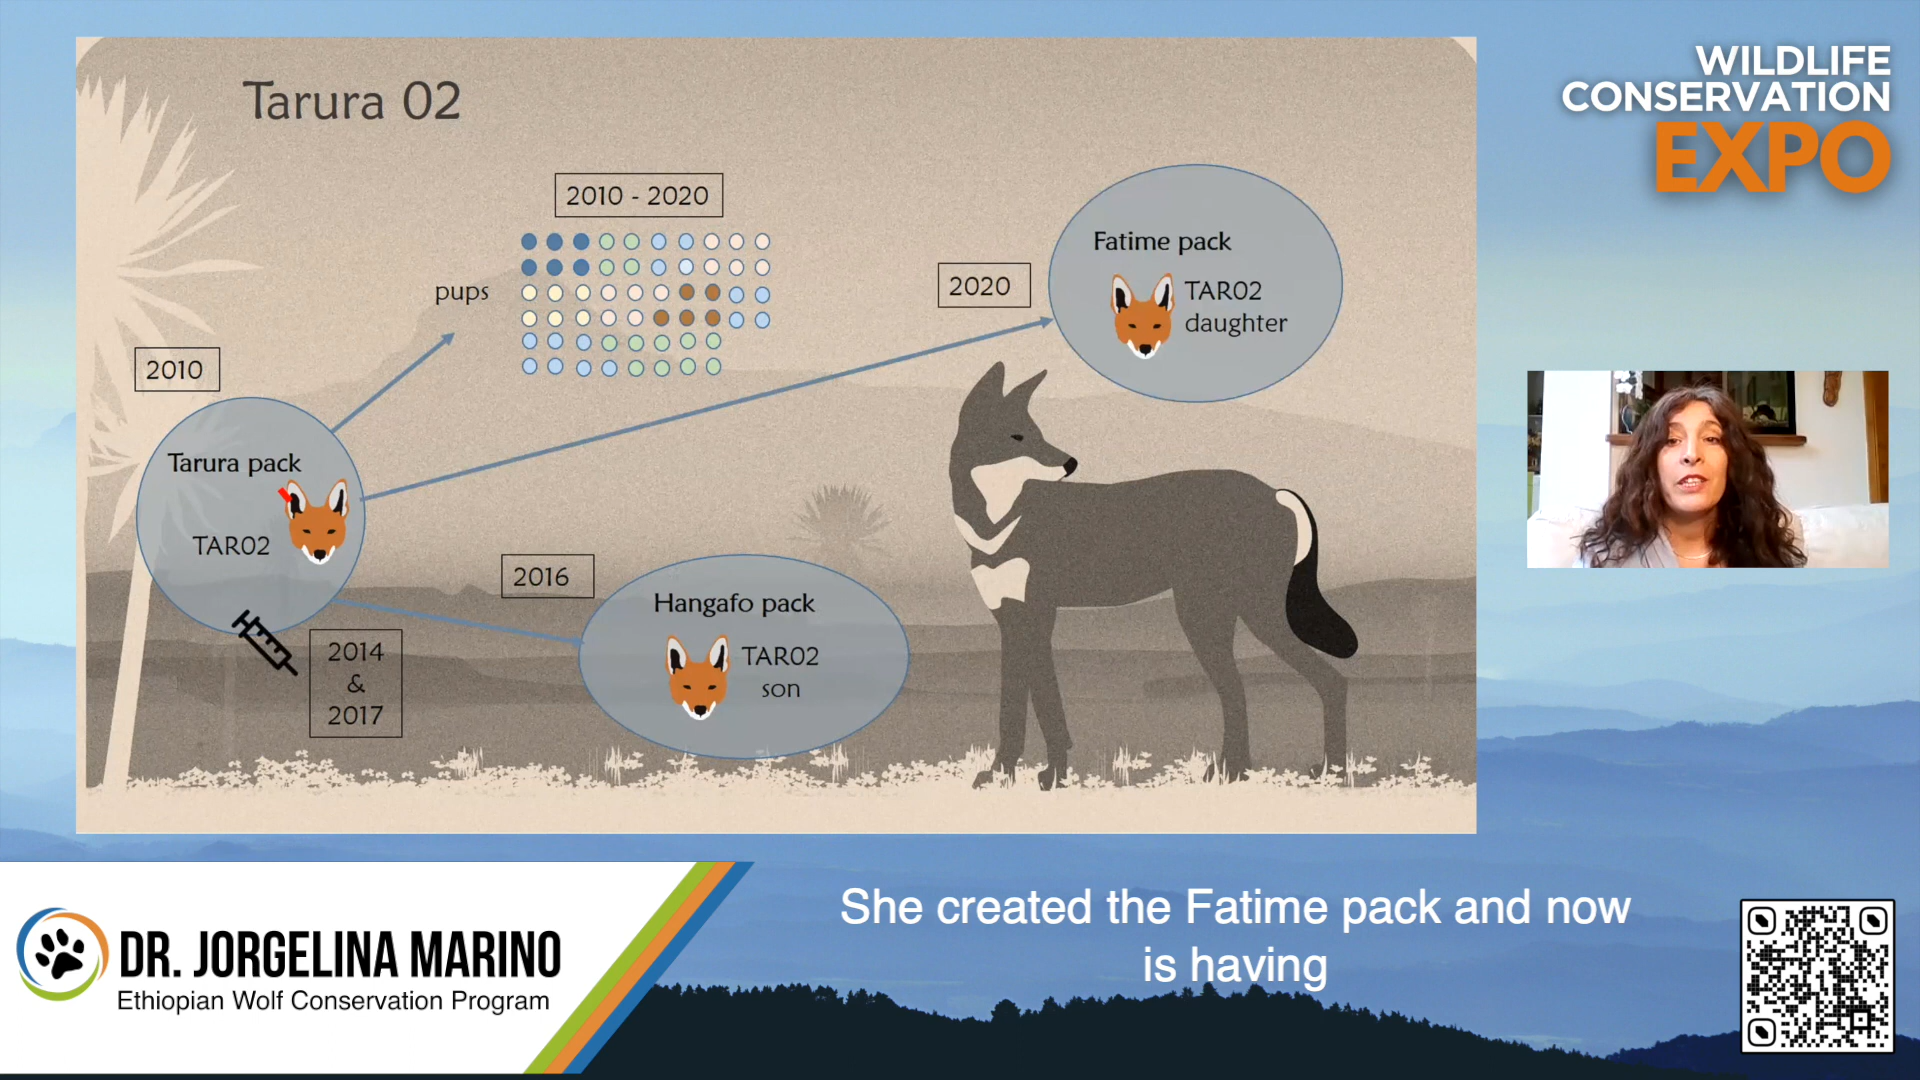 Tarura 02
WILDLIFE
CONSERVATION
EXPO
2010 - 2020
Fatime pack
2020
TAR02
daughter
pups
2010
Tarura pack
TAR02
2016
Hangafo pack
TAR02
son
2014
&
2017
She created the Fatime pack and now
is having
DR. JORGELINA MARINO
Ethiopian Wolf Conservation Program